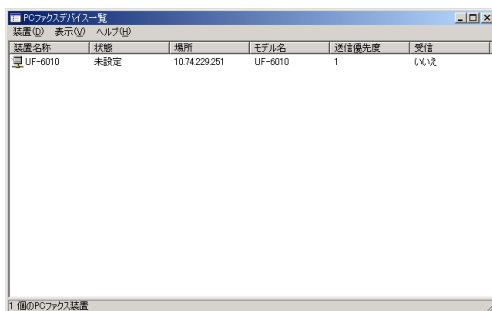 PCファクスデバイス一覧
装置(D) 表示(V) ヘルプ(H)
装置名称 状態 場所 モデル名 送信優先度 受信
UF-6010 未設定 10.74.229.251 UF-6010 1 いいえ
1 個のPCファクス装置